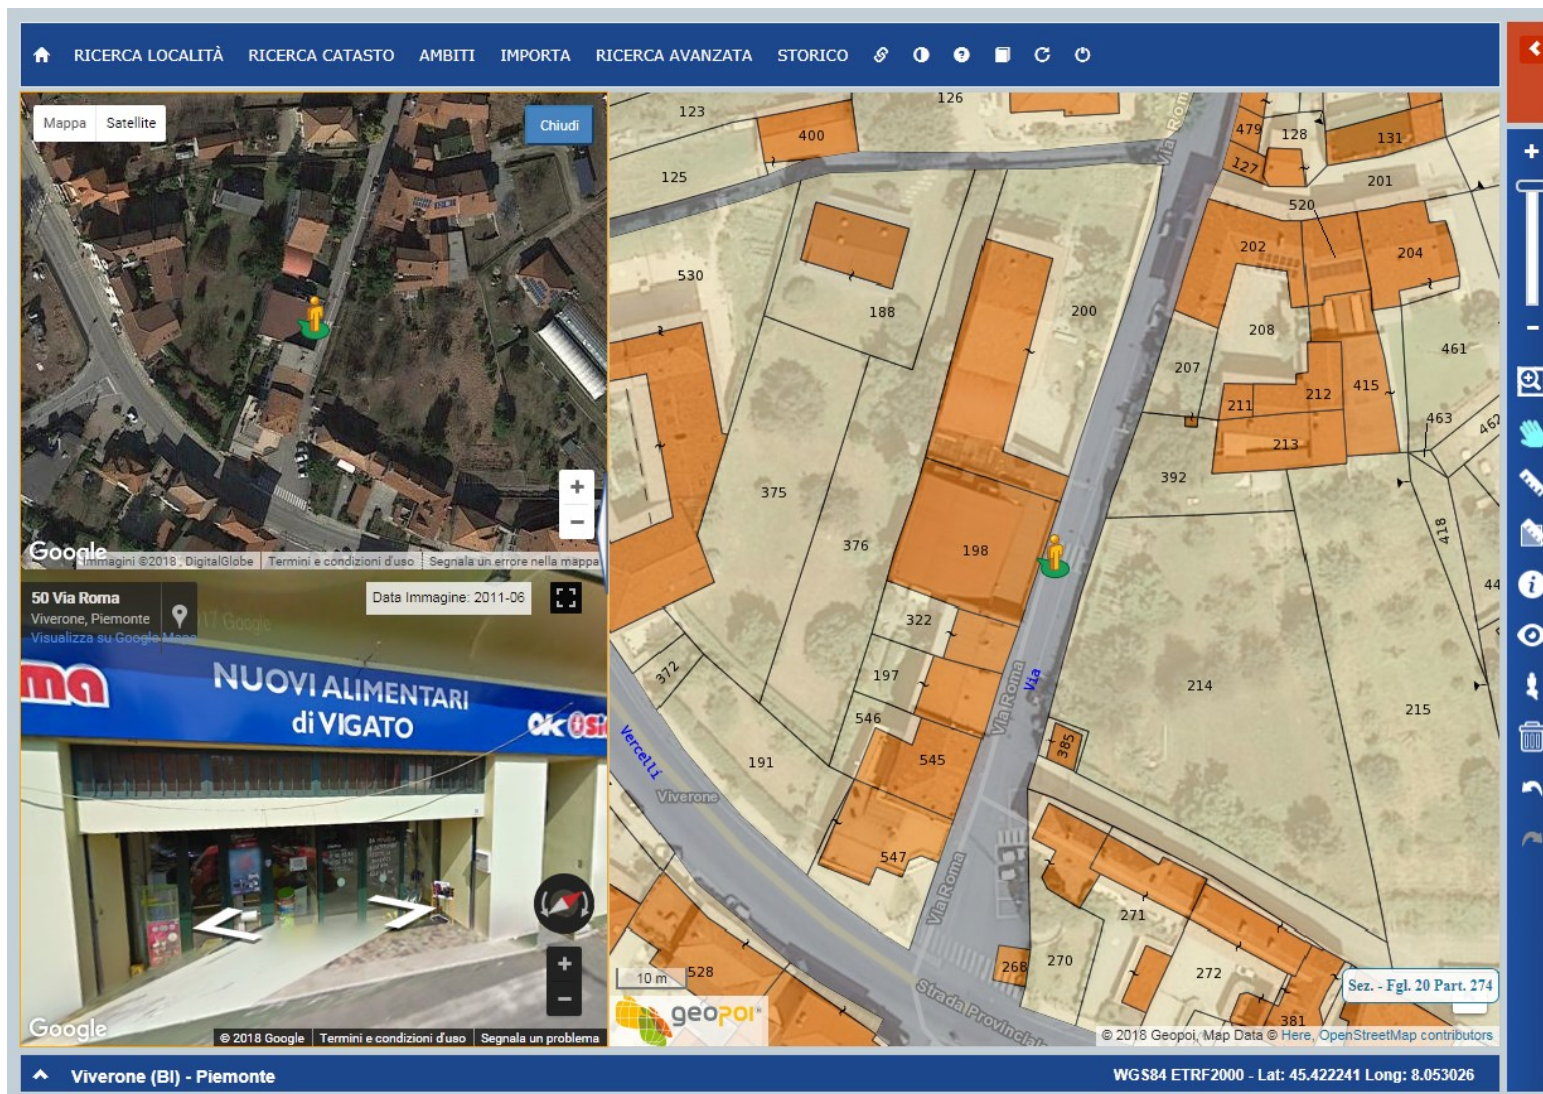 RICERCA LOCALITÀ RICERCA CATASTO AMBITI IMPORTA RICERCA AVANZATA STORICO
Mappa Satellite
Chiudi
Google
Immagini ©2018, DigitalGlobe Termini e condizioni d'uso Segnala un errore nella mappa
50 Via Roma
Viverone, Piemonte
Visualizza su Google Maps
Data Immagine: 2011-06
ma
NUOVI ALIMENTARI
di VIGATO
Google
© 2018 Google Termini e condizioni d'uso Segnala un problema
123
126
400
125
Via Roma
479
128
131
127
201
520
202
204
530
188
200
208
461
207
415
212
211
463
462
213
392
375
376
198
418
44
322
372
197
Via Roma
Via
214
215
546
385
545
191
Vercelli
Viverone
547
Via Roma
271
270
268
272
528
381
Strada Provinciale
10 m
geopoi
Sez. - Fgl. 20 Part. 274
© 2018 Geopoi, Map Data © Here, OpenStreetMap contributors
Viverone (BI) - Piemonte
WGS84 ETRF2000 - Lat: 45.422241 Long: 8.053026